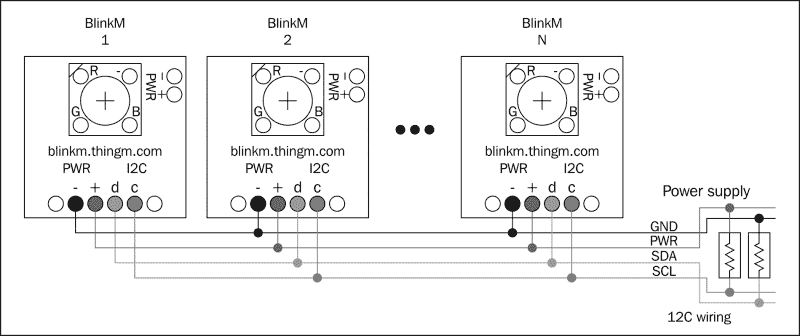 BlinkM
1
BlinkM
2
BlinkM
N
R - PWR - +
G B
blinkm.thingm.com
PWR I2C
- + d c
R - PWR - +
G B
blinkm.thingm.com
PWR I2C
- + d c
R - PWR - +
G B
blinkm.thingm.com
PWR I2C
- + d c
Power supply
GND
PWR
SDA
SCL
12C wiring